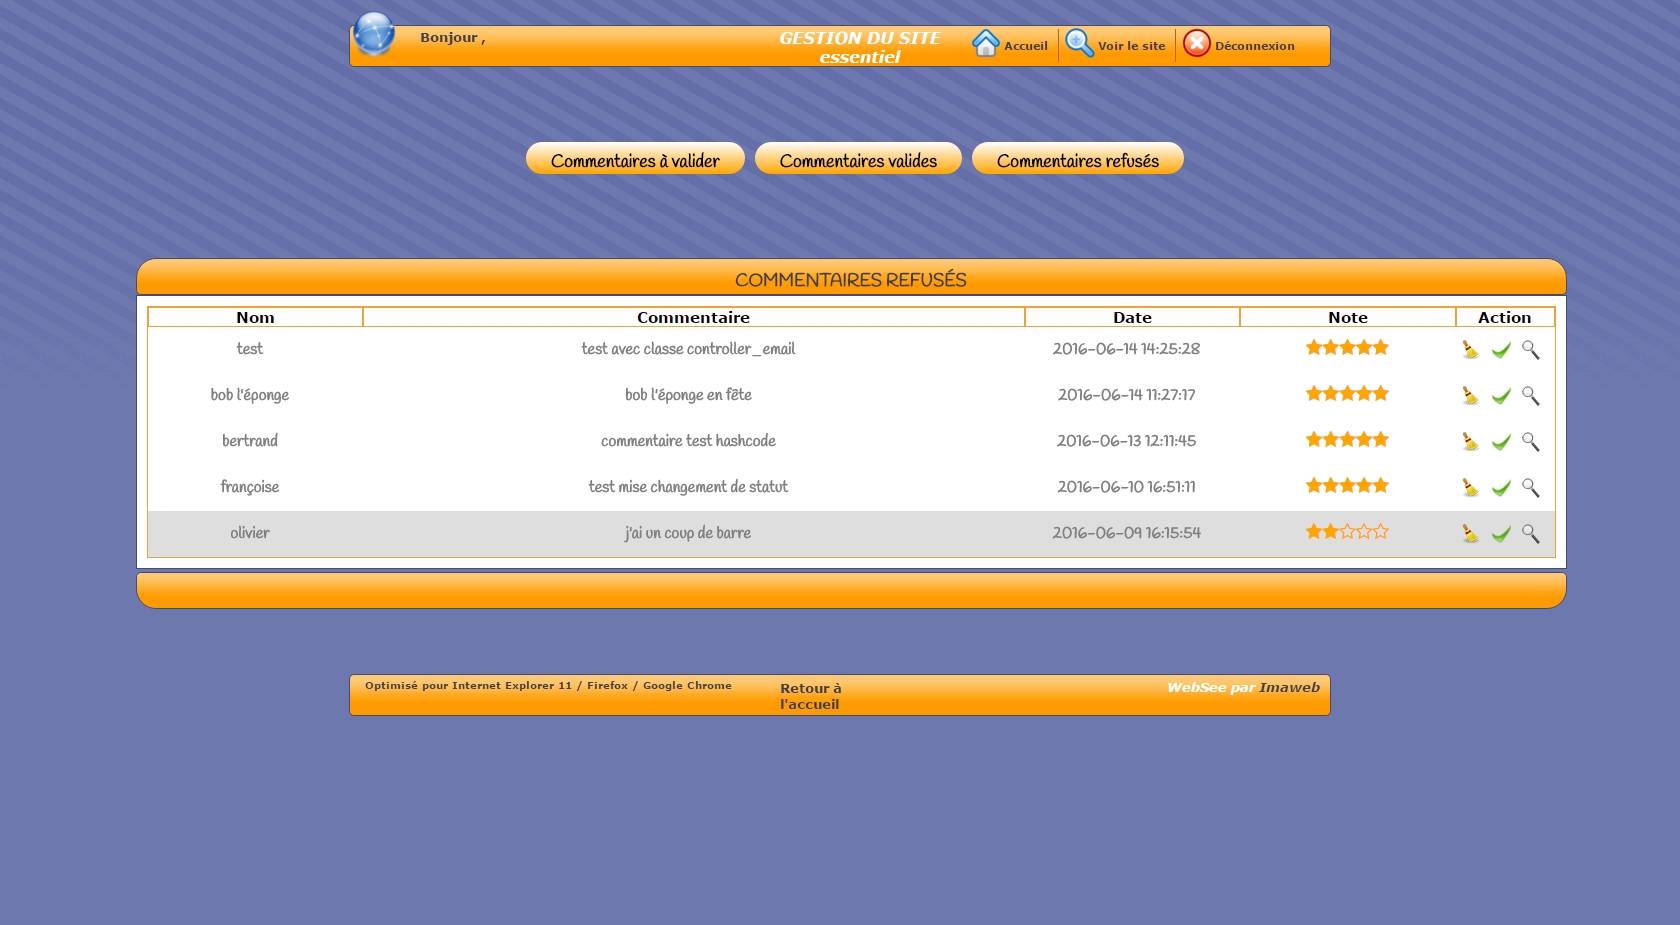 Bonjour ,
GESTION DU SITE
essentiel
Accueil
Voir le site
Déconnexion
Commentaires à valider
Commentaires valides
Commentaires refusés
COMMENTAIRES REFUSÉS
Nom Commentaire Date Note Action
test test avec classe controller_email 2016-06-14 14:25:28
bob l'éponge bob l'éponge en fête 2016-06-14 11:27:17
bertrand commentaire test hashcode 2016-06-13 12:11:45
françoise test mise changement de statut 2016-06-10 16:51:11
olivier j'ai un coup de barre 2016-06-09 16:15:54
Optimisé pour Internet Explorer 11 / Firefox / Google Chrome
Retour à
l'accueil
WebSee par Imaweb